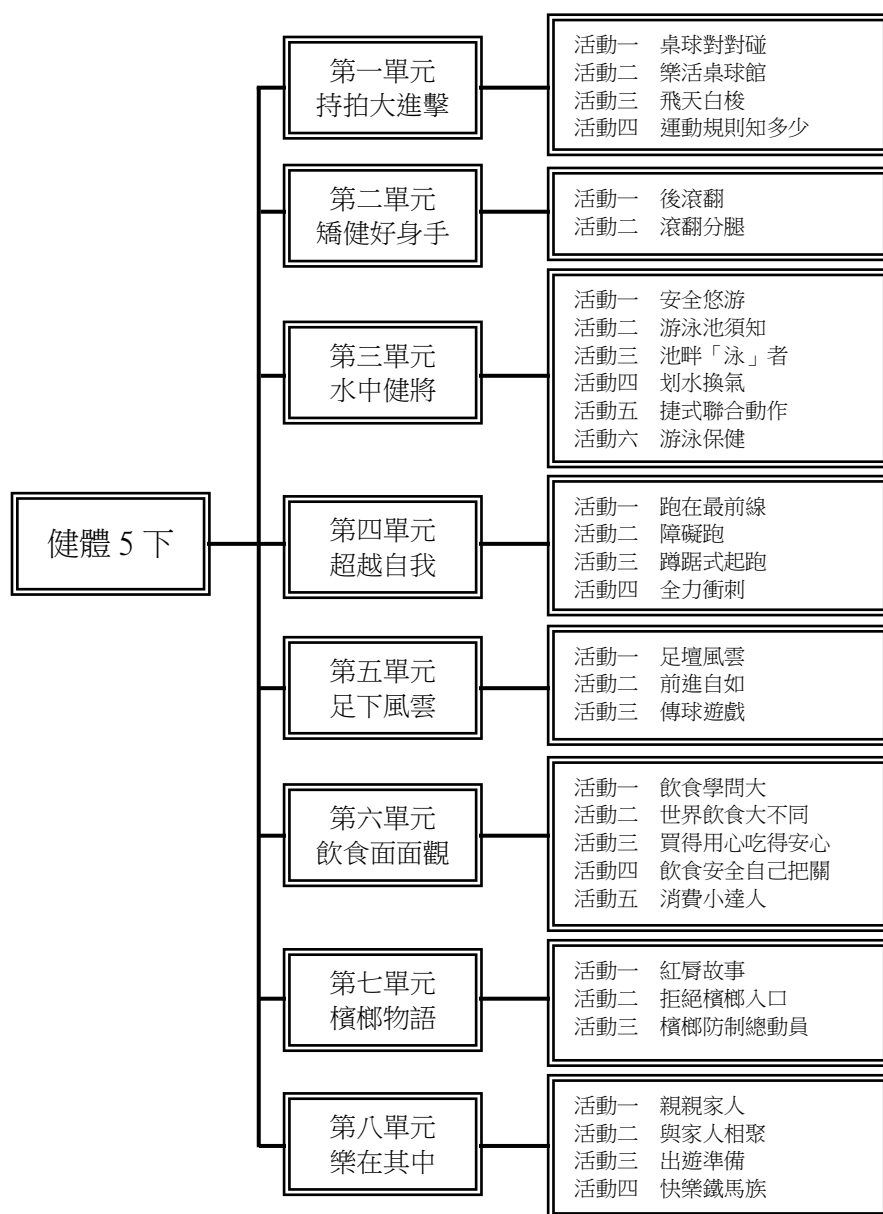 健體 5 下
第一單元
持拍大進擊
活動一　桌球對對碰
活動二　樂活桌球館
活動三　飛天白梭
活動四　運動規則知多少
第二單元
矯健好身手
活動一　後滾翻
活動二　滾翻分腿
第三單元
水中健將
活動一　安全悠游
活動二　游泳池須知
活動三　池畔「泳」者
活動四　划水換氣
活動五　捷式聯合動作
活動六　游泳保健
第四單元
超越自我
活動一　跑在最前線
活動二　障礙跑
活動三　蹲踞式起跑
活動四　全力衝刺
第五單元
足下風雲
活動一　足壇風雲
活動二　前進自如
活動三　傳球遊戲
第六單元
飲食面面觀
活動一　飲食學問大
活動二　世界飲食大不同
活動三　買得用心吃得安心
活動四　飲食安全自己把關
活動五　消費小達人
第七單元
檳榔物語
活動一　紅脣故事
活動二　拒絕檳榔入口
活動三　檳榔防制總動員
第八單元
樂在其中
活動一　親親家人
活動二　與家人相聚
活動三　出遊準備
活動四　快樂鐵馬族